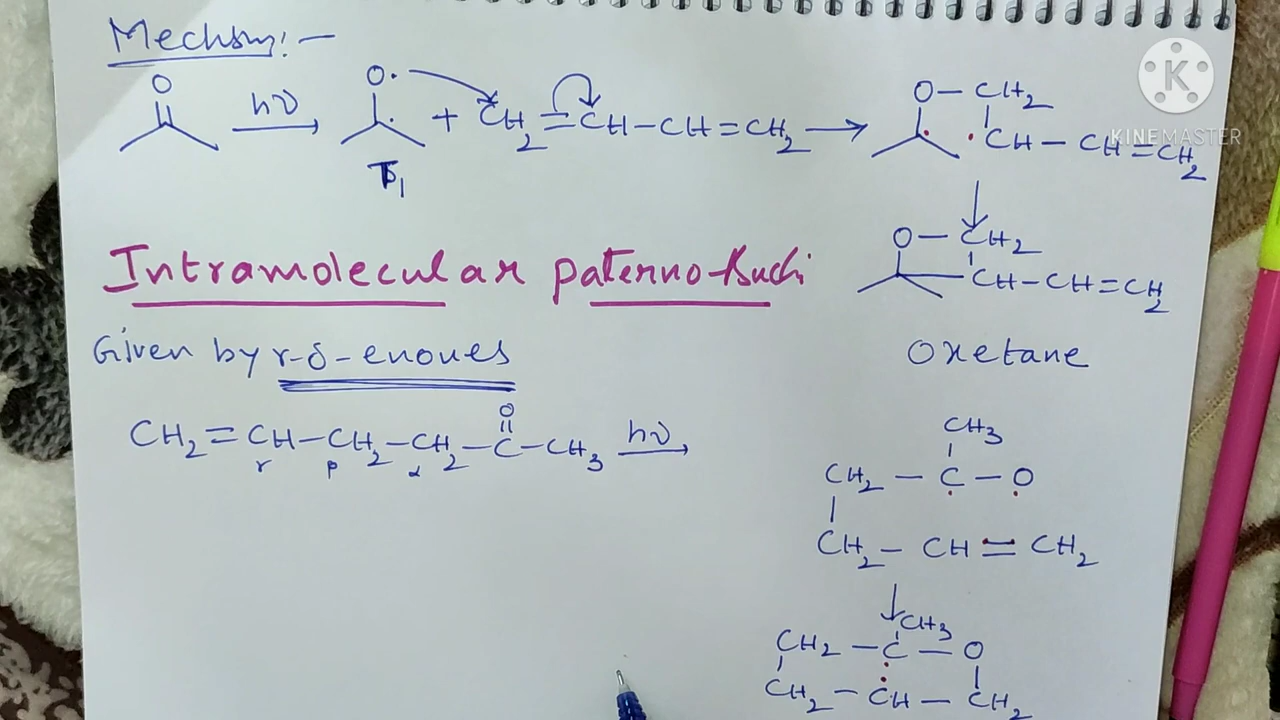 Mechsm:-
O hν O· + CH2=CH-CH=CH2 → O-CH2
T1 · ·CH-CH=CH2
KINEMASTER
O-CH2
CH-CH=CH2
Oxetane
Intramolecular paterno-Buchi
Given by r-δ-enones
CH2=CH-CH2-CH2-C-CH3 hν
O
r β α
CH3
CH2-C-O
CH2-CH=CH2
CH3
CH2-C-O
CH2-CH-CH2